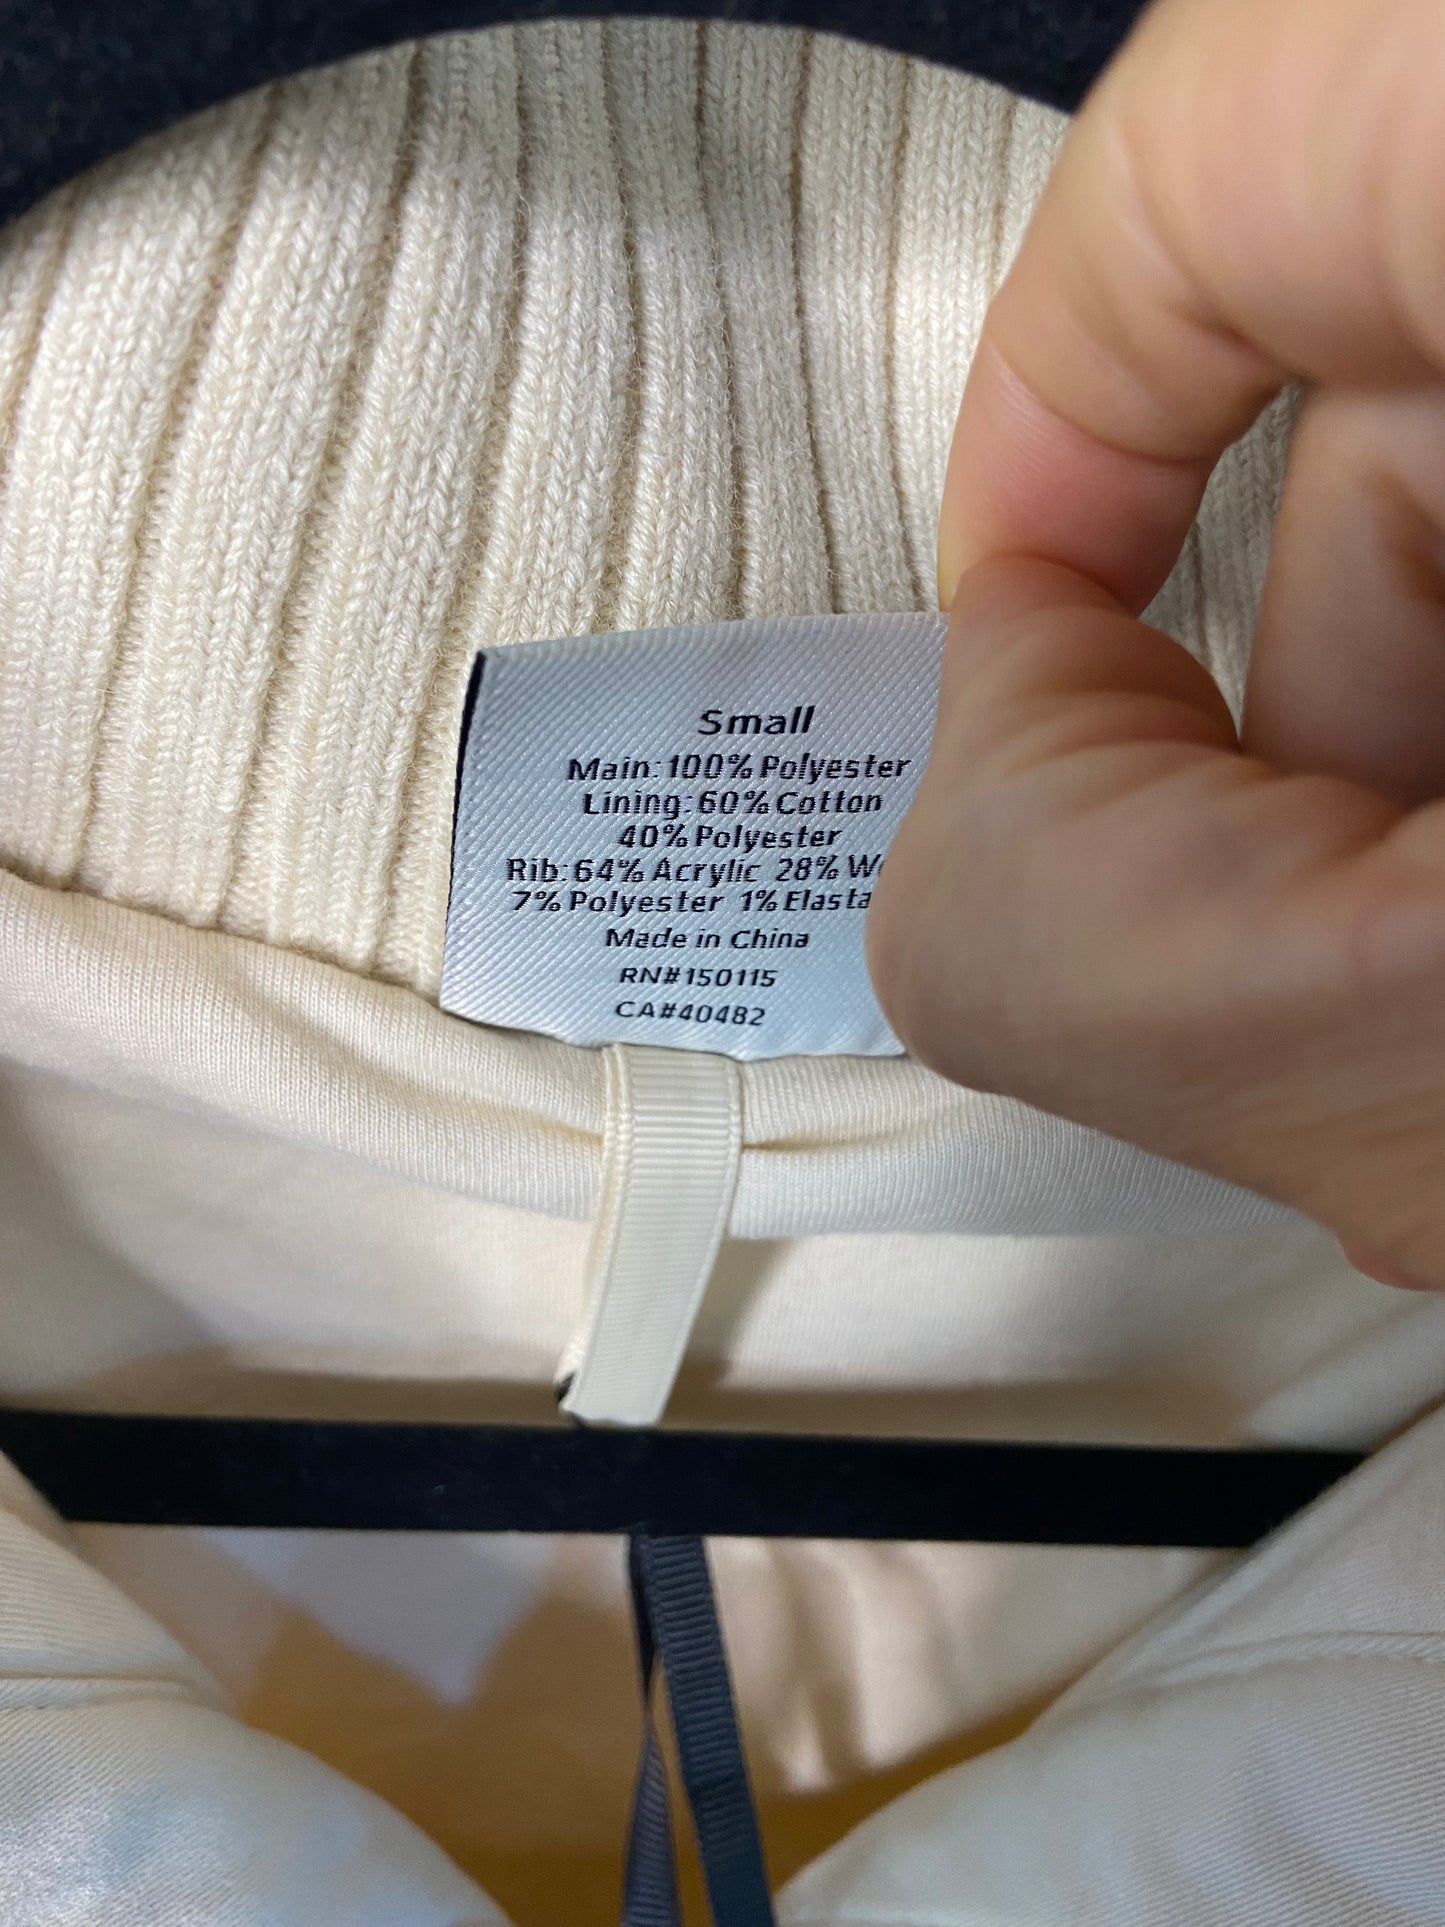 Small
Main:100% Polyester
Lining:60% Cotton
40% Polyester
Rib:64% Acrylic 28%
7% Polyester 1%
Made in China
RN#150115
CA#40482